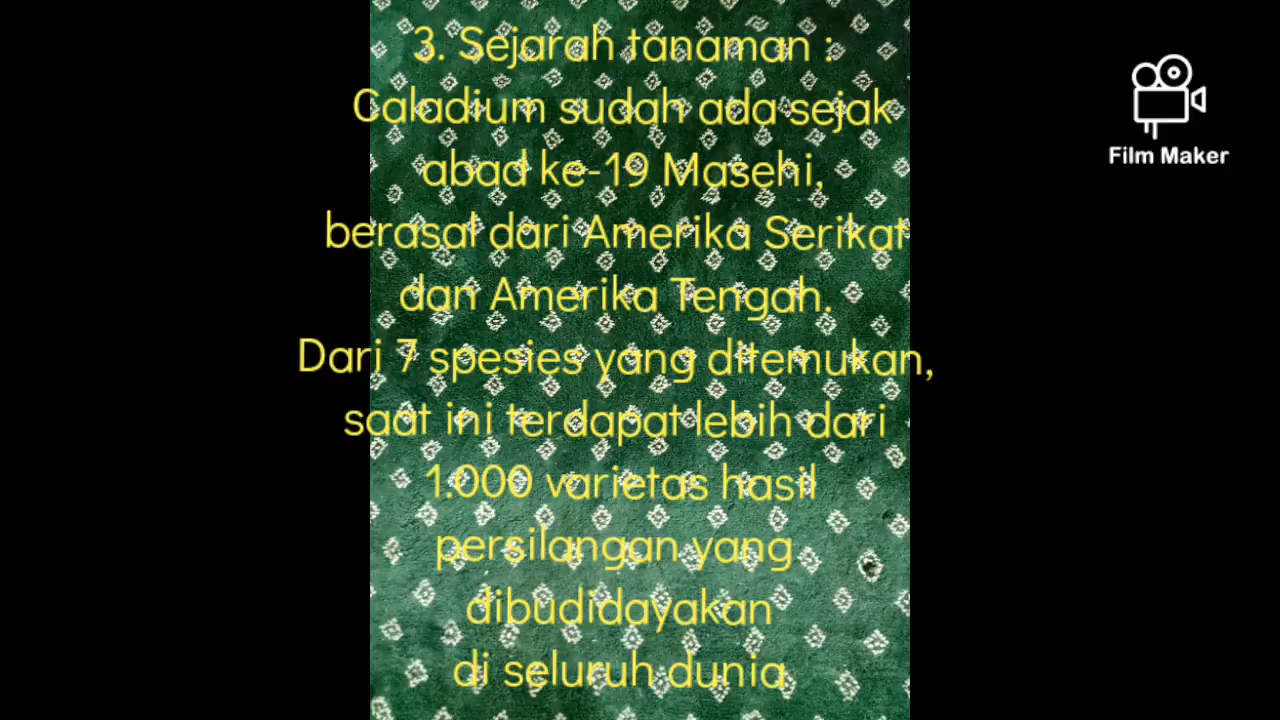 3. Sejarah tanaman :
Caladium sudah ada sejak
abad ke-19 Masehi,
berasal dari Amerika Serikat
dan Amerika Tengah.
Dari 7 spesies yang ditemukan,
saat ini terdapat lebih dari
1.000 varietas hasil
persilangan yang
dibudidayakan
di seluruh dunia
Film Maker